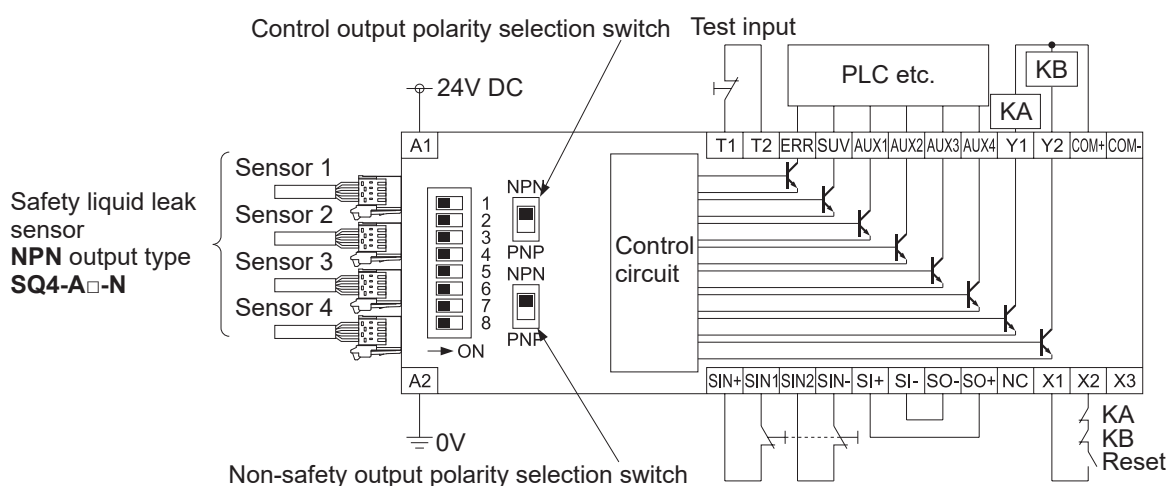 Control output polarity selection switch
Test input
24V DC
PLC etc.
KB
KA
A1
T1 T2 ERR SUV AUX1 AUX2 AUX3 AUX4 Y1 Y2 COM+ COM-
Safety liquid leak
sensor
NPN output type
SQ4-A□-N
Sensor 1
Sensor 2
Sensor 3
Sensor 4
1
2
3
4
5
6
7
8
→ ON
NPN
PNP
NPN
PNP
Control
circuit
A2
SIN+ SIN1 SIN2 SIN- SI+ SI- SO- SO+ NC X1 X2 X3
0V
KA
KB
Reset
Non-safety output polarity selection switch